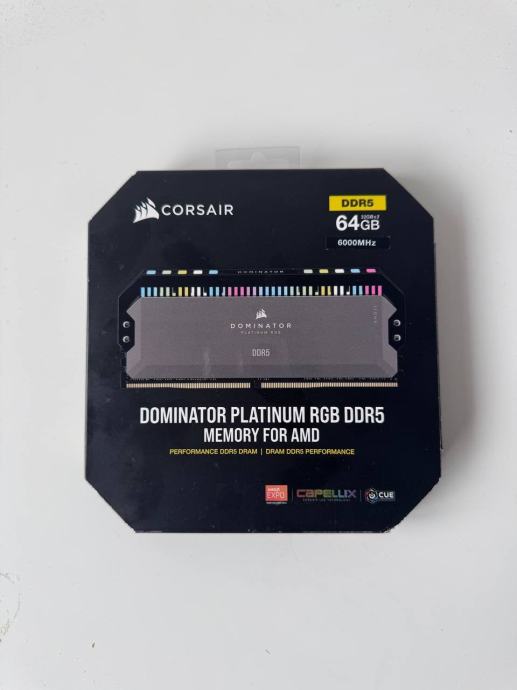 CORSAIR
DDR5
64GB
32GBx2
6000MHz
DOMINATOR
DOMINATOR
PLATINUM RGB
DDR5
DOMINATOR PLATINUM RGB DDR5
MEMORY FOR AMD
PERFORMANCE DDR5 DRAM | DRAM DDR5 PERFORMANCE
AMD
EXPO
CAPELLIX
CUE